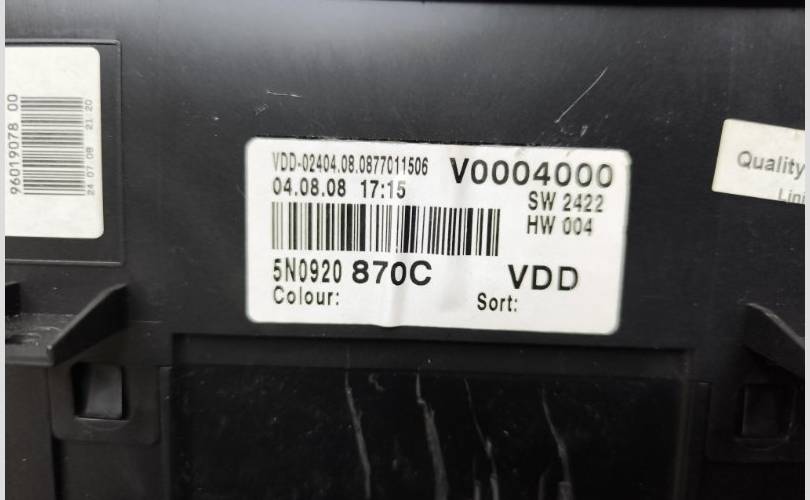 96019078 00
24 07 08 21 20
VDD-02404.08.0877011506 V0004000
04.08.08 17:15 SW 2422
HW 004
5N0920 870C VDD
Colour: Sort:
Quality